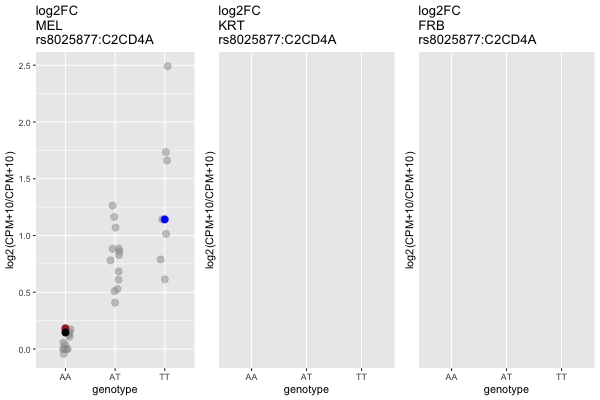 log2FC
MEL
rs8025877:C2CD4A
log2(CPM+10/CPM+10)
2.5
2.0
1.5
1.0
0.5
0.0
AA AT TT
genotype
log2FC
KRT
rs8025877:C2CD4A
log2(CPM+10/CPM+10)
AA AT TT
genotype
log2FC
FRB
rs8025877:C2CD4A
log2(CPM+10/CPM+10)
AA AT TT
genotype